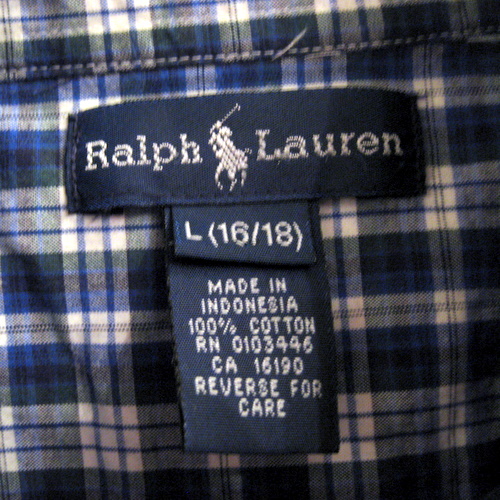 Ralph Lauren
L (16/18)
MADE IN
INDONESIA
100% COTTON
RN 0103446
CA 16190
REVERSE FOR
CARE